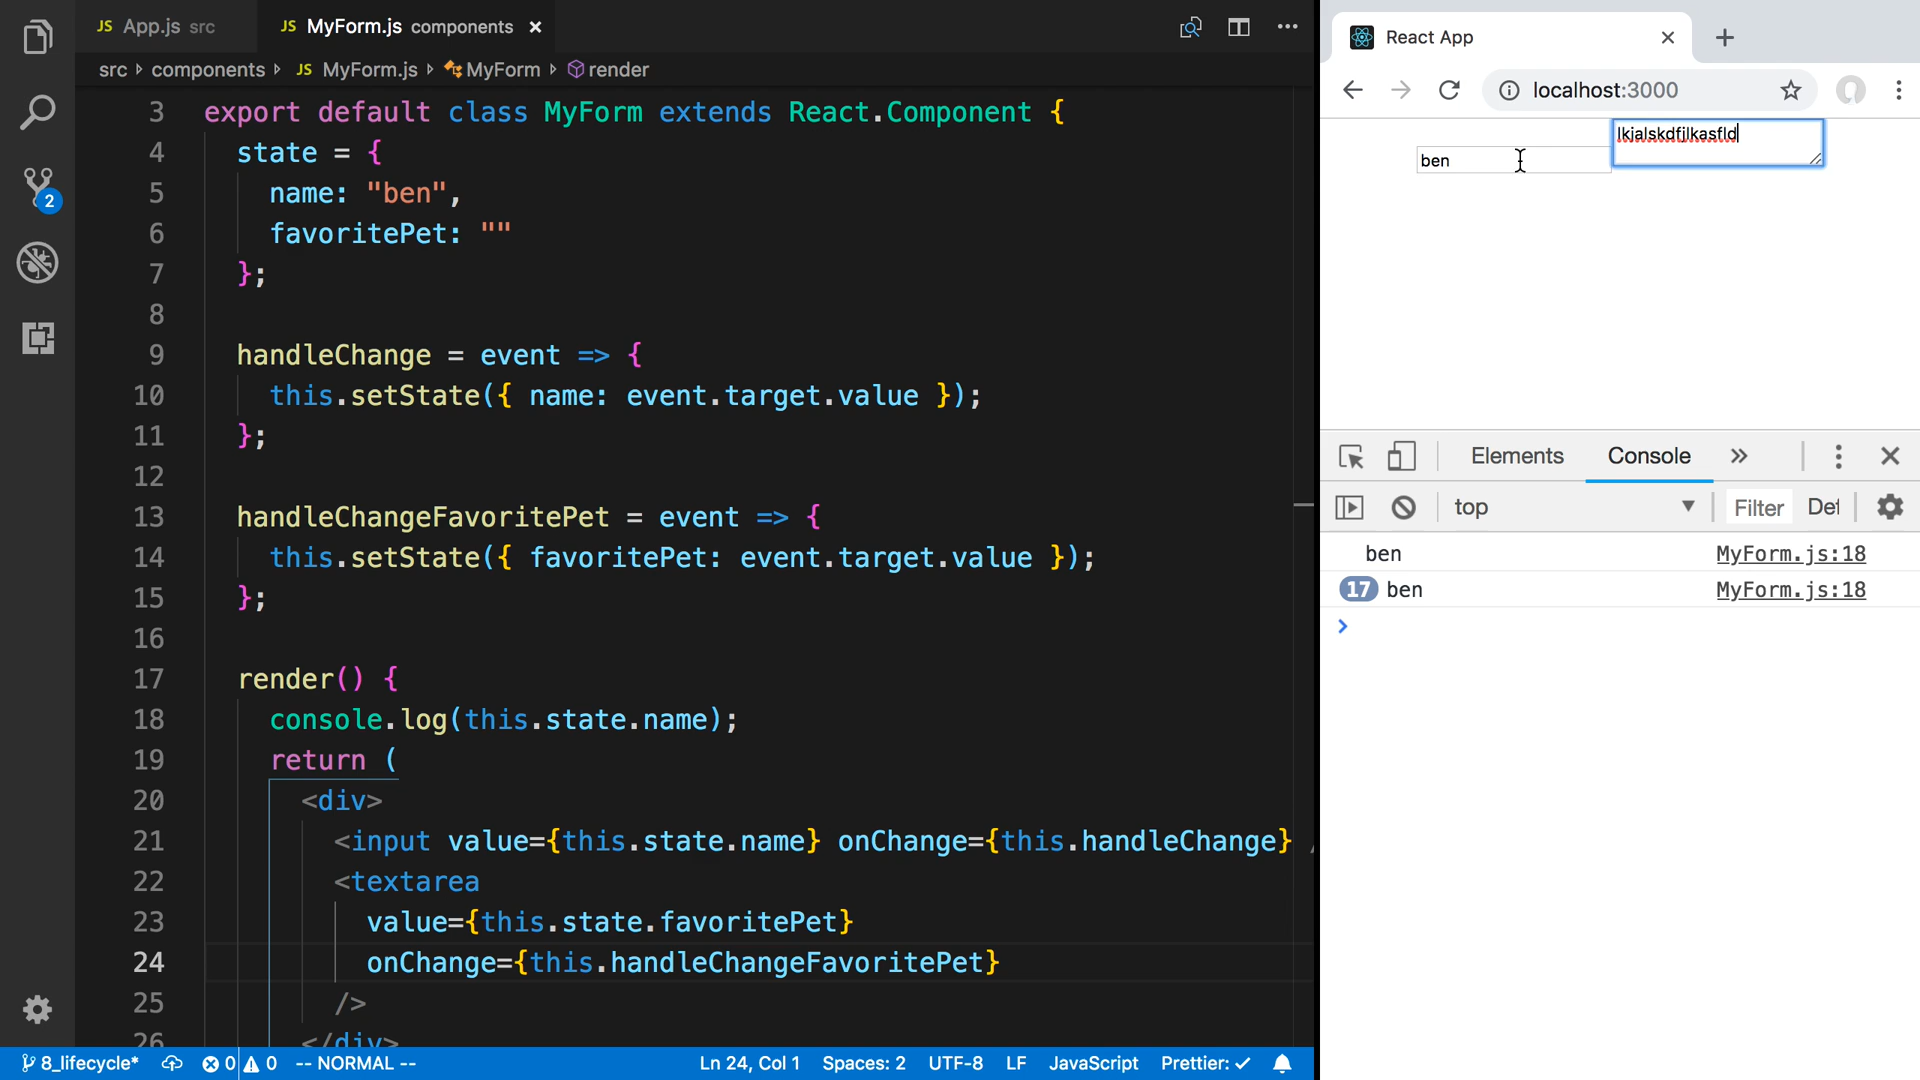 JS App.js src
JS MyForm.js components ×
src components JS MyForm.js MyForm render
3 export default class MyForm extends React.Component {
4 state = {
5 name: "ben",
6 favoritePet: ""
7 };
8
9 handleChange = event => {
10 this.setState({ name: event.target.value });
11 };
12
13 handleChangeFavoritePet = event => {
14 this.setState({ favoritePet: event.target.value });
15 };
16
17 render() {
18 console.log(this.state.name);
19 return (
20 <div>
21 <input value={this.state.name} onChange={this.handleChange} /
22 <textarea
23 value={this.state.favoritePet}
24 onChange={this.handleChangeFavoritePet}
25 />
26 </div>
2
8_lifecycle* 0 0 -- NORMAL -- Ln 24, Col 1 Spaces: 2 UTF-8 LF JavaScript Prettier: ✓
React App
localhost:3000
ben
lkjalskdfjlkasfld
Elements Console »
top Filter Def
ben MyForm.js:18
17 ben MyForm.js:18